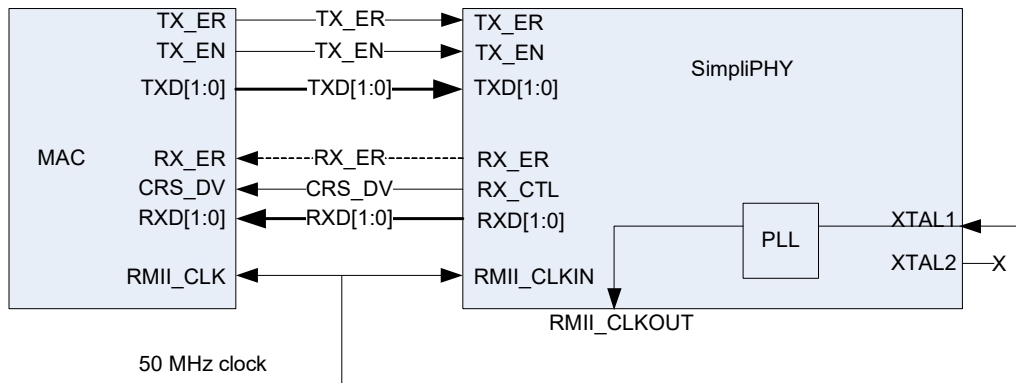 TX_ER TX_ER TX_ER
TX_EN TX_EN TX_EN
SimpliPHY
TXD[1:0] TXD[1:0] TXD[1:0]
MAC
RX_ER RX_ER RX_ER
CRS_DV CRS_DV RX_CTL
RXD[1:0] RXD[1:0] RXD[1:0]
XTAL1
PLL
XTAL2 X
RMII_CLK RMII_CLKIN
RMII_CLKOUT
50 MHz clock